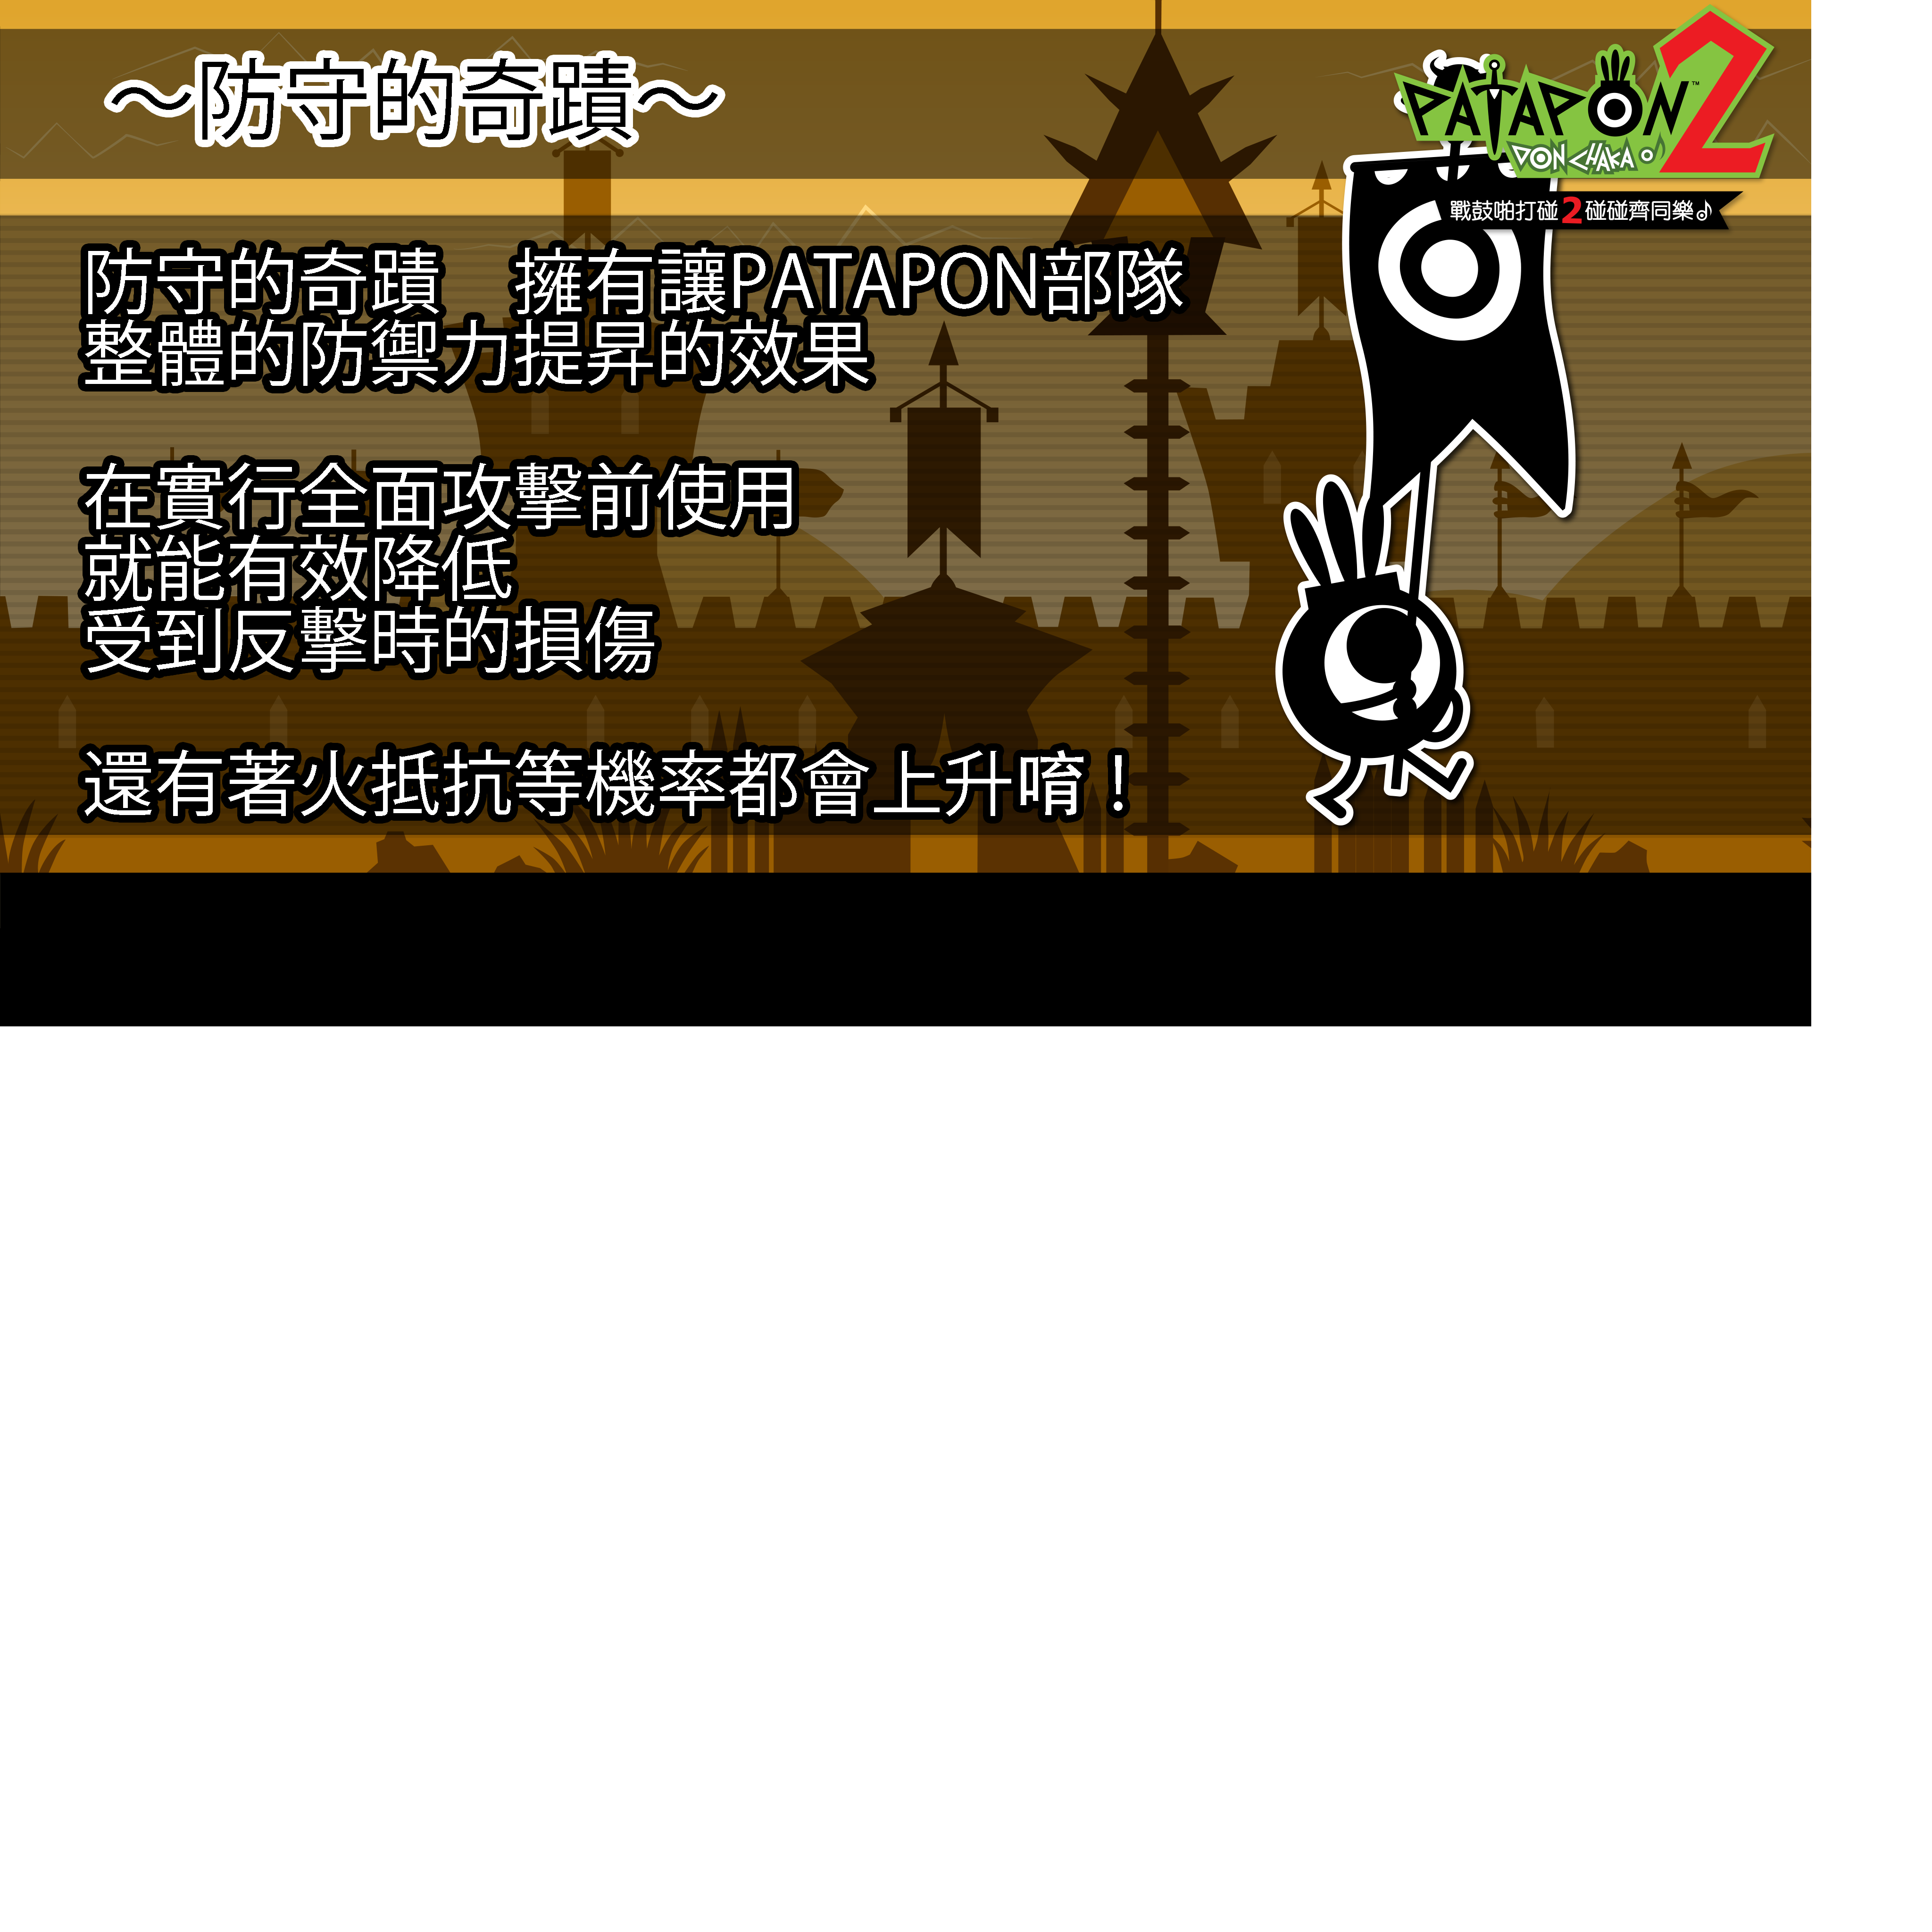 ～防守的奇蹟～
PATAPON 2
DON CHAKA♪
戰鼓啪打碰2碰碰齊同樂♪
防守的奇蹟　擁有讓PATAPON部隊
整體的防禦力提昇的效果
在實行全面攻擊前使用
就能有效降低
受到反擊時的損傷
還有著火抵抗等機率都會上升唷！